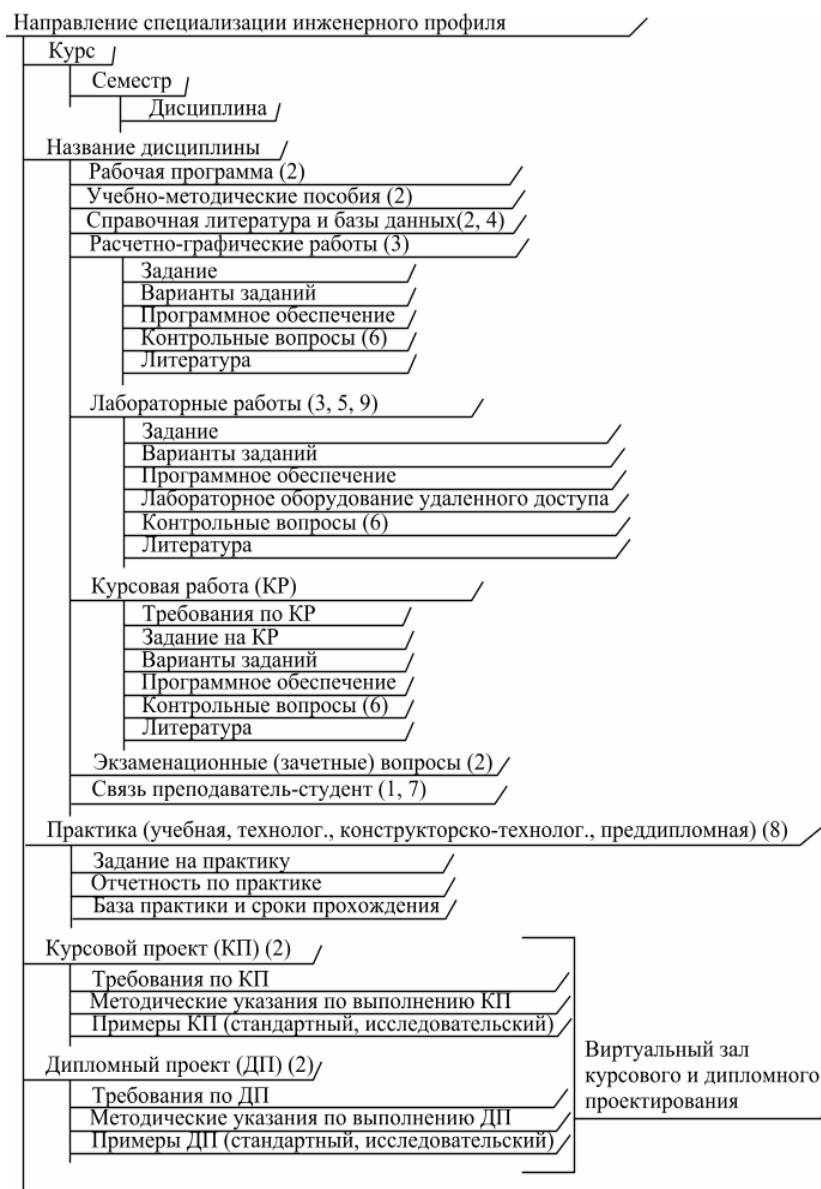 Направление специализации инженерного профиля
Курс
Семестр
Дисциплина
Название дисциплины
Рабочая программа (2)
Учебно-методические пособия (2)
Справочная литература и базы данных(2, 4)
Расчетно-графические работы (3)
Задание
Варианты заданий
Программное обеспечение
Контрольные вопросы (6)
Литература
Лабораторные работы (3, 5, 9)
Задание
Варианты заданий
Программное обеспечение
Лабораторное оборудование удаленного доступа
Контрольные вопросы (6)
Литература
Курсовая работа (КР)
Требования по КР
Задание на КР
Варианты заданий
Программное обеспечение
Контрольные вопросы (6)
Литература
Экзаменационные (зачетные) вопросы (2)
Связь преподаватель-студент (1, 7)
Практика (учебная, технолог., конструкторско-технолог., преддипломная) (8)
Задание на практику
Отчетность по практике
База практики и сроки прохождения
Курсовой проект (КП) (2)
Требования по КП
Методические указания по выполнению КП
Примеры КП (стандартный, исследовательский)
Дипломный проект (ДП) (2)
Требования по ДП
Методические указания по выполнению ДП
Примеры ДП (стандартный, исследовательский)
Виртуальный зал
курсового и дипломного
проектирования